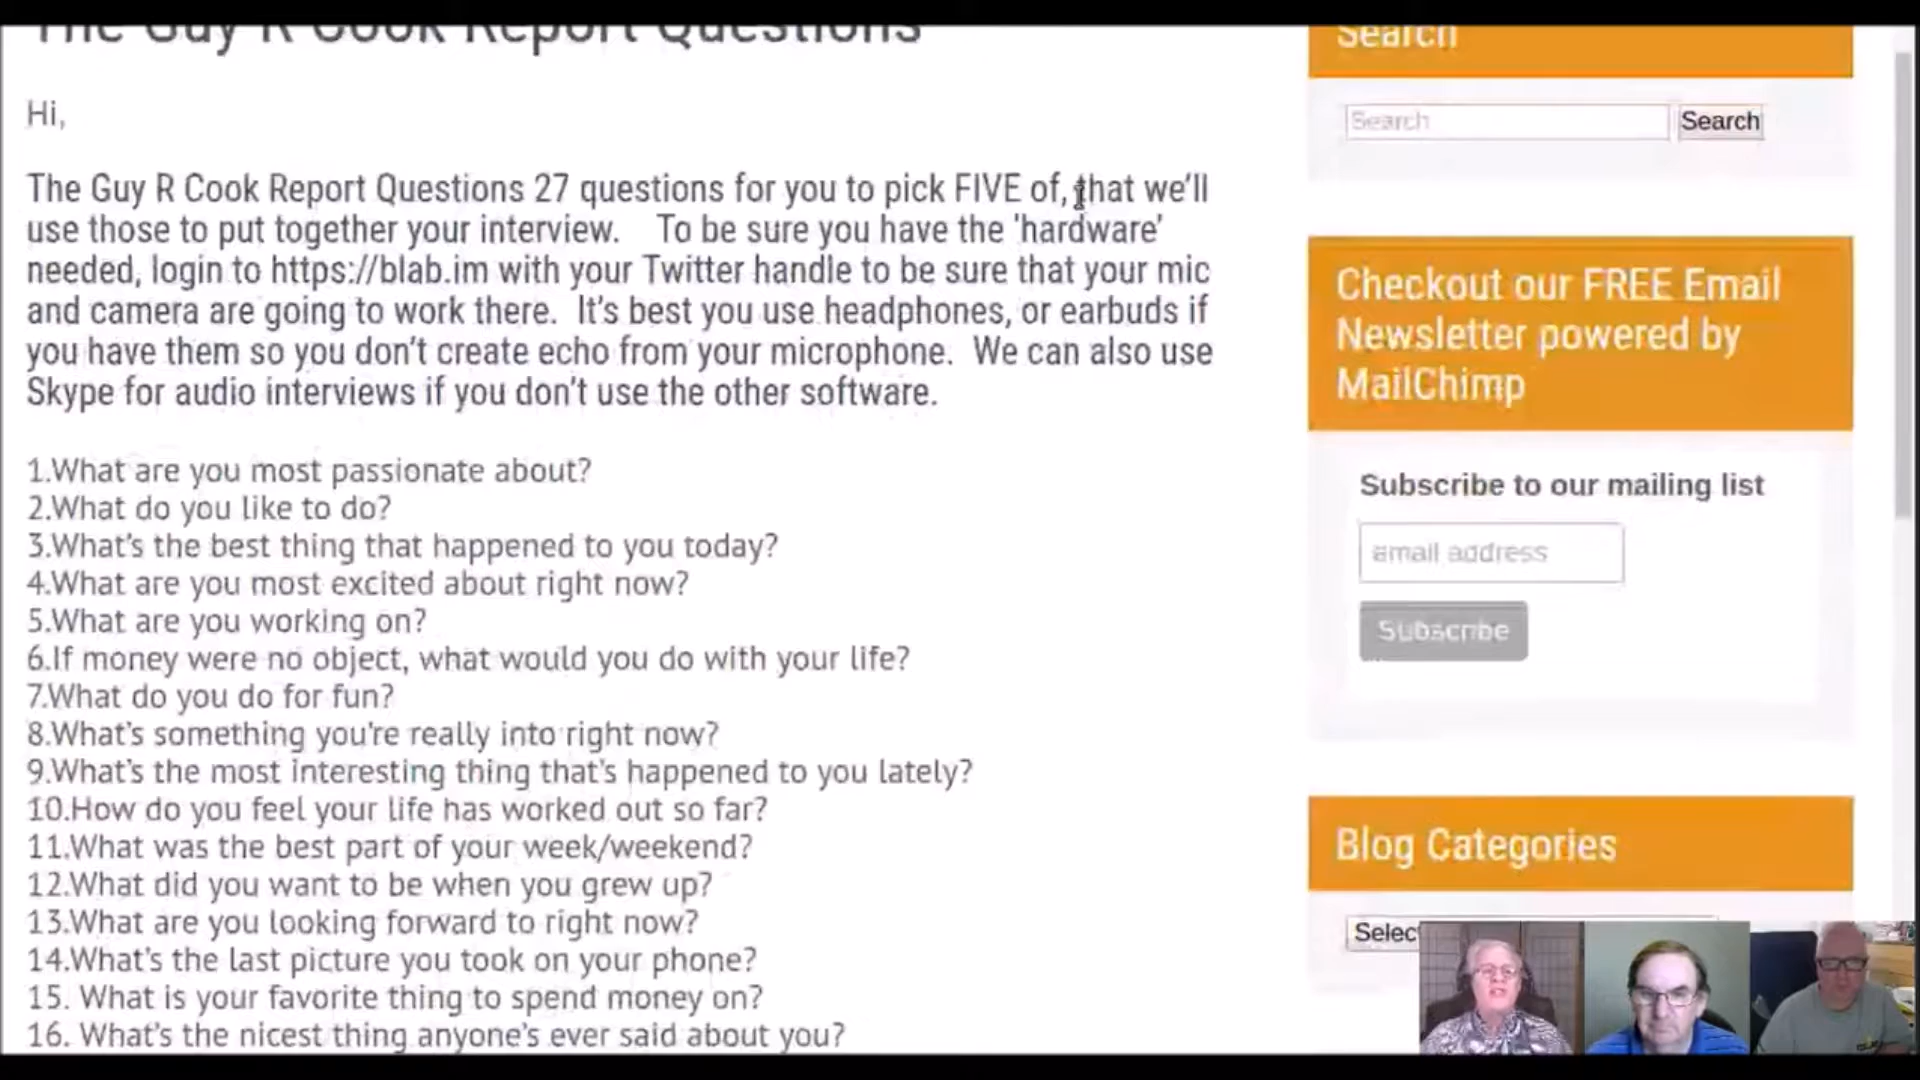 The Guy R Cook Report Questions
Hi,
The Guy R Cook Report Questions 27 questions for you to pick FIVE of, that we’ll
use those to put together your interview. To be sure you have the 'hardware'
needed, login to https://blab.im with your Twitter handle to be sure that your mic
and camera are going to work there. It’s best you use headphones, or earbuds if
you have them so you don’t create echo from your microphone. We can also use
Skype for audio interviews if you don’t use the other software.
1.What are you most passionate about?
2.What do you like to do?
3.What’s the best thing that happened to you today?
4.What are you most excited about right now?
5.What are you working on?
6.If money were no object, what would you do with your life?
7.What do you do for fun?
8.What’s something you’re really into right now?
9.What’s the most interesting thing that’s happened to you lately?
10.How do you feel your life has worked out so far?
11.What was the best part of your week/weekend?
12.What did you want to be when you grew up?
13.What are you looking forward to right now?
14.What’s the last picture you took on your phone?
15. What is your favorite thing to spend money on?
16. What’s the nicest thing anyone’s ever said about you?
Search
Search Search
Checkout our FREE Email
Newsletter powered by
MailChimp
Subscribe to our mailing list
email address
Subscribe
Blog Categories
Selec